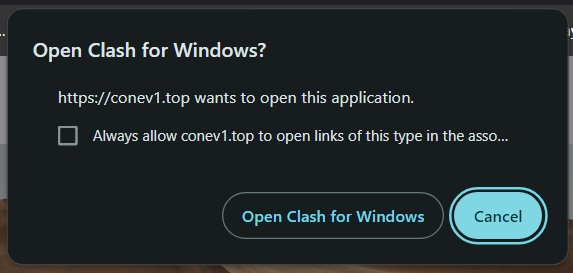 Open Clash for Windows?
https://conev1.top wants to open this application.
Always allow conev1.top to open links of this type in the asso...
Open Clash for Windows
Cancel